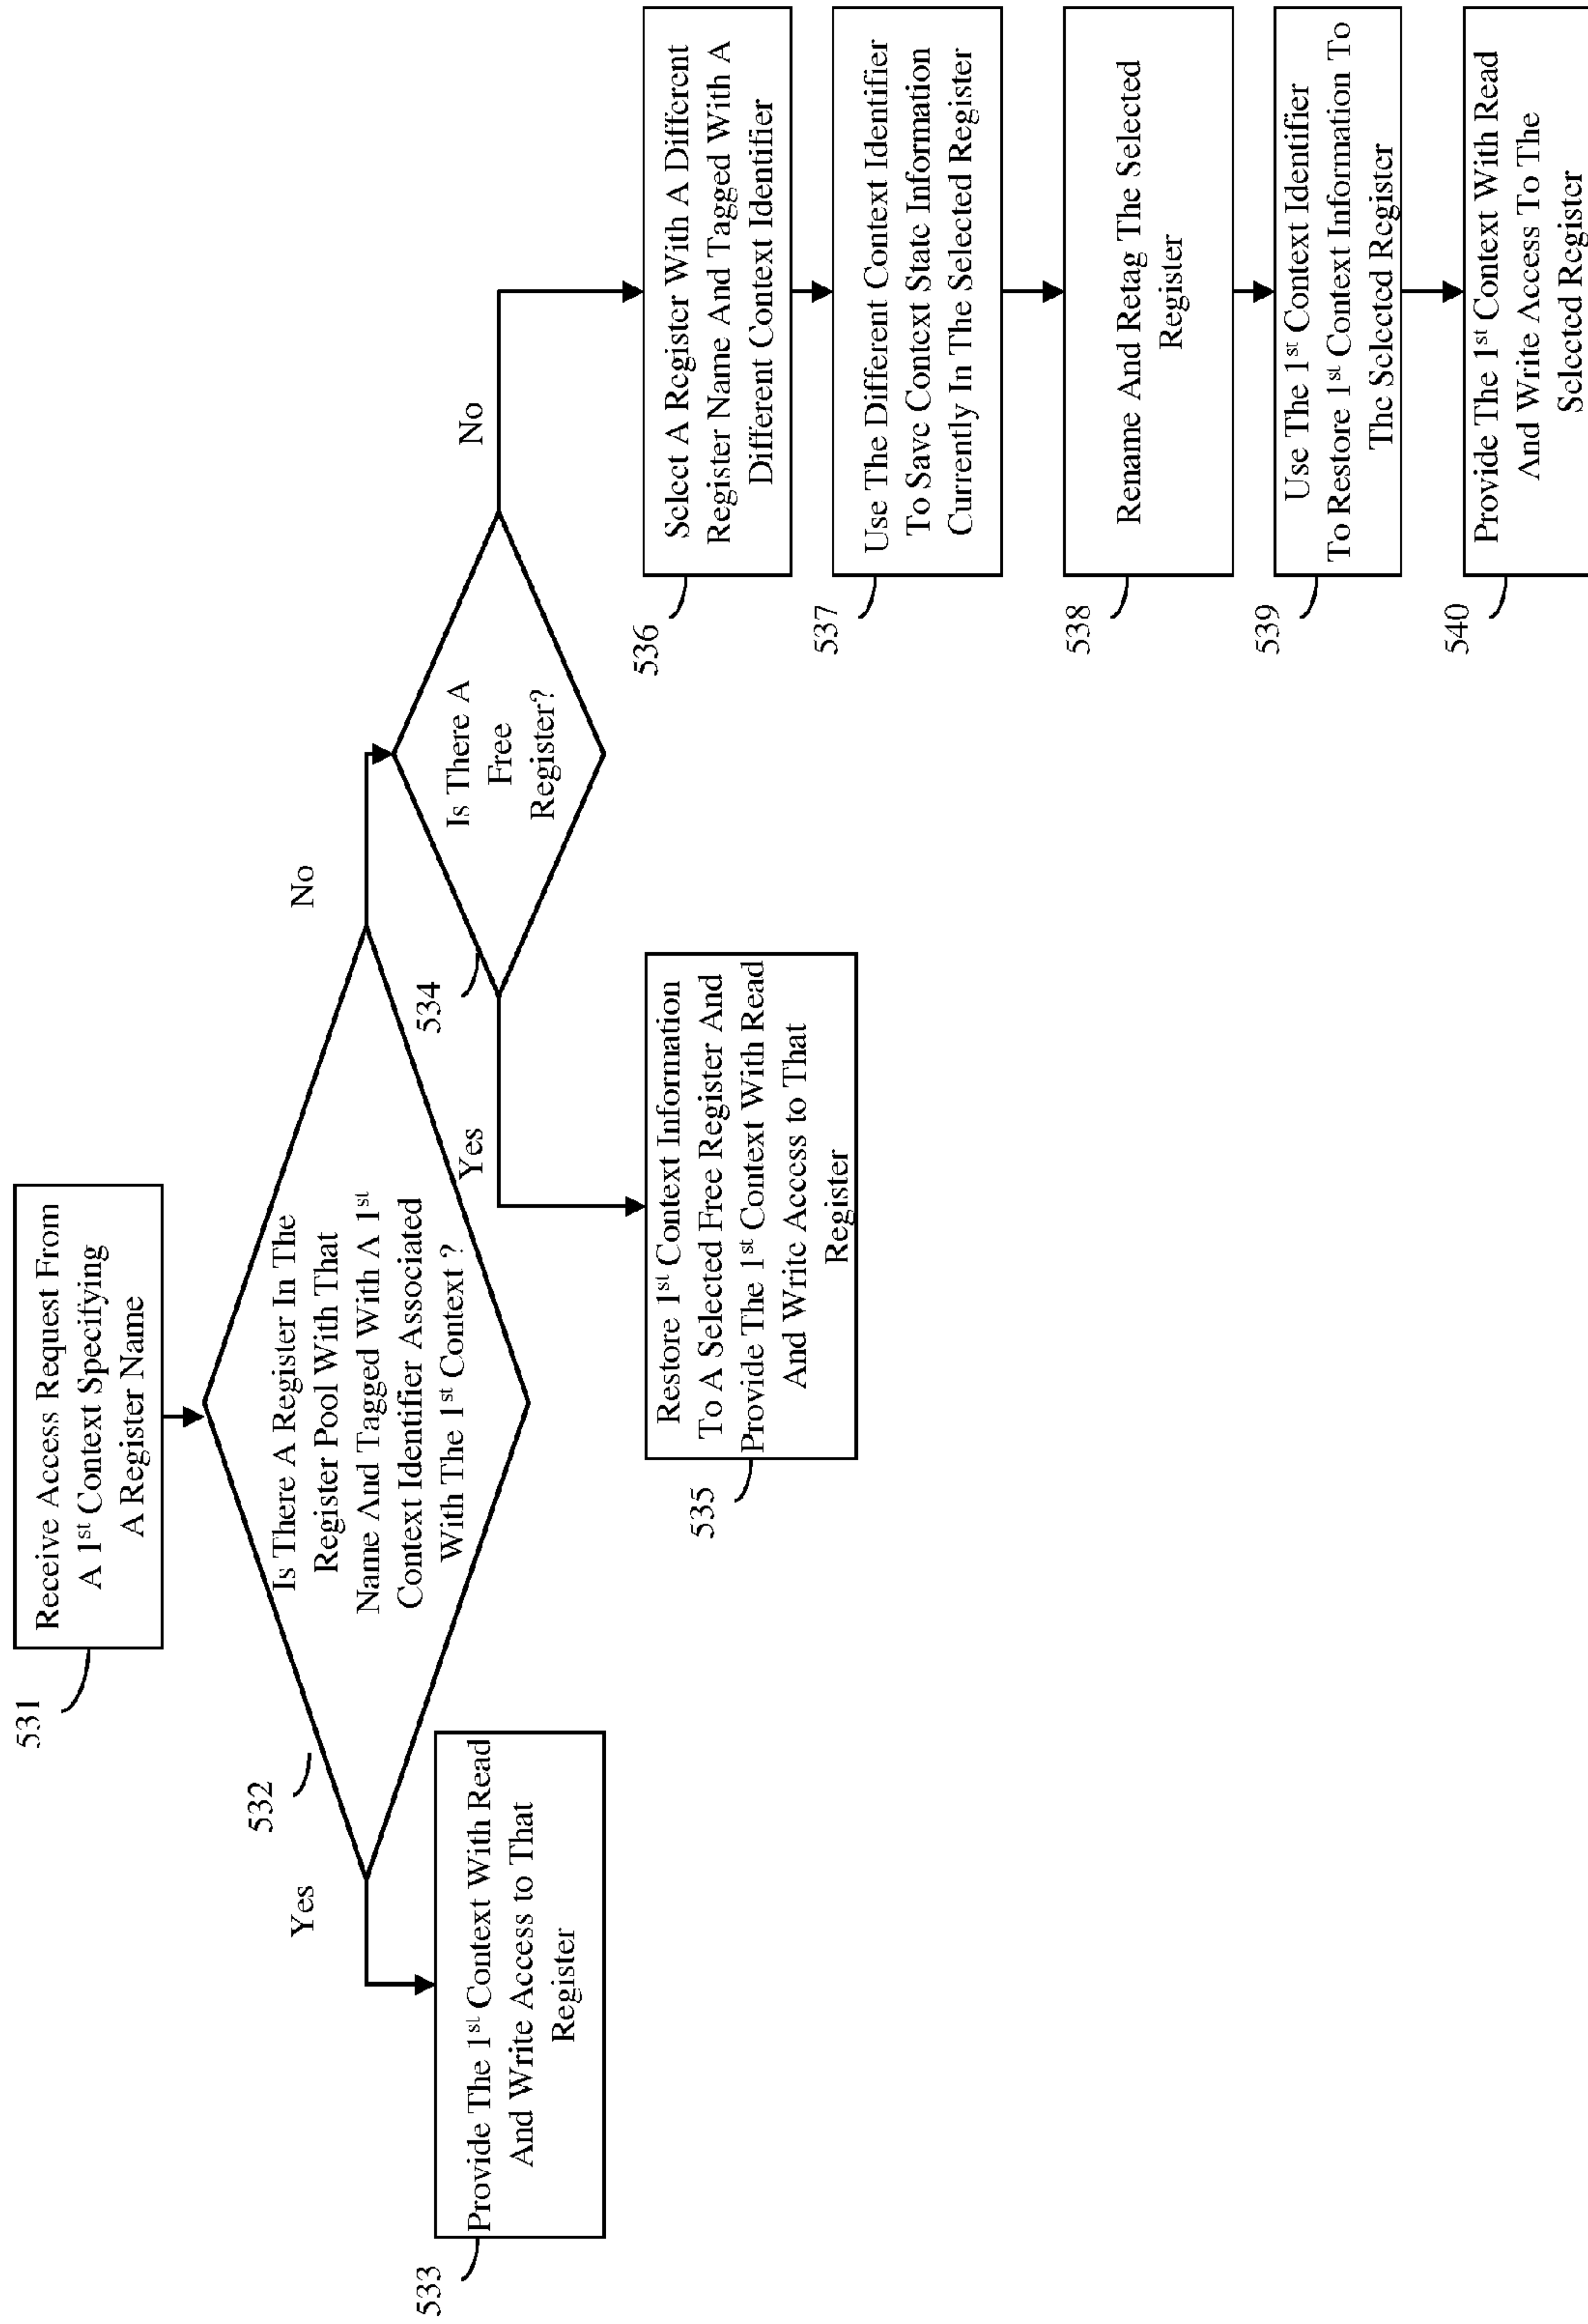 531
Receive Access Request From
A 1st Context Specifying
A Register Name
532
Is There A Register In The
Register Pool With That
Name And Tagged With A 1st
Context Identifier Associated
With The 1st Context ?
Yes
No
533
Provide The 1st Context With Read
And Write Access to That
Register
534
Is There A
Free
Register?
Yes
No
535
Restore 1st Context Information
To A Selected Free Register And
Provide The 1st Context With Read
And Write Access to That
Register
536
Select A Register With A Different
Register Name And Tagged With A
Different Context Identifier
537
Use The Different Context Identifier
To Save Context State Information
Currently In The Selected Register
538
Rename And Retag The Selected
Register
539
Use The 1st Context Identifier
To Restore 1st Context Information To
The Selected Register
540
Provide The 1st Context With Read
And Write Access To The
Selected Register